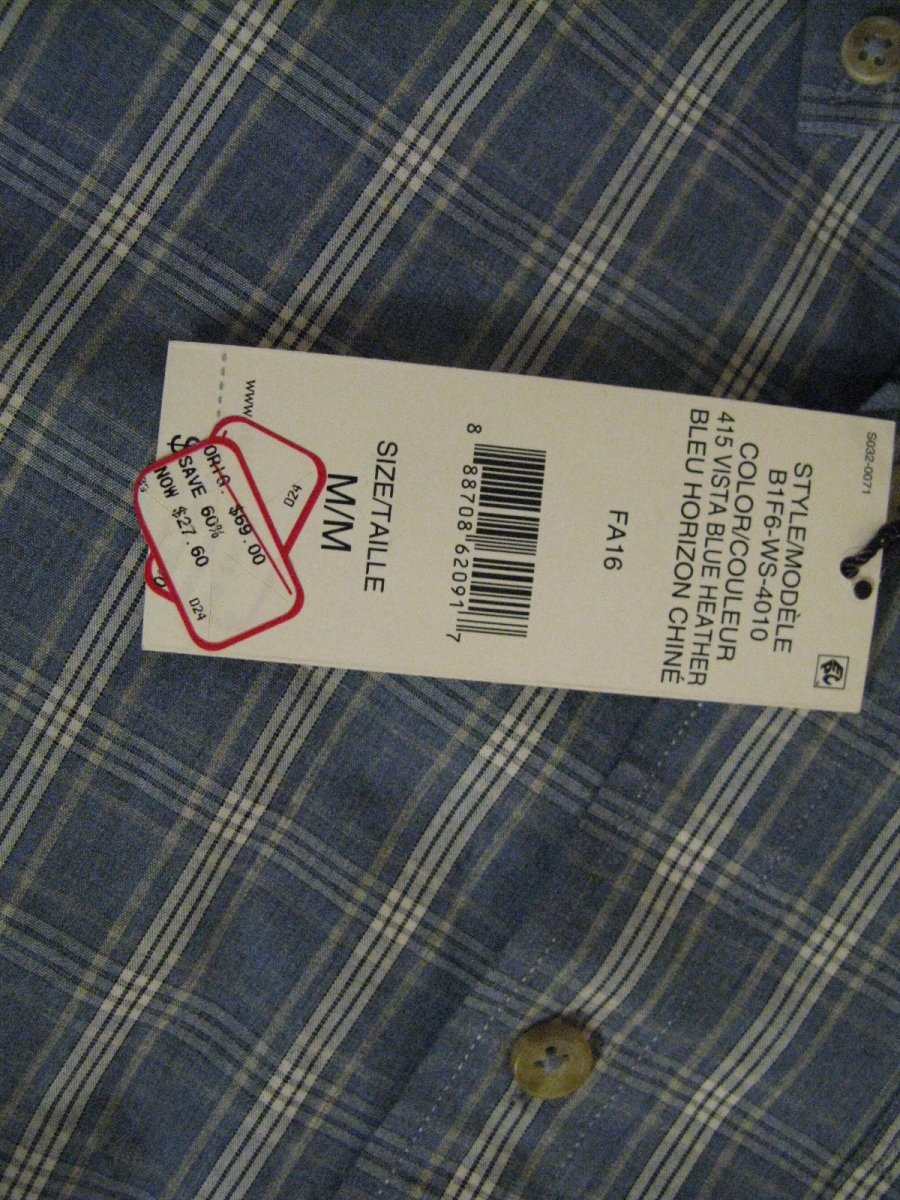 S032-0071
STYLE/MODÈLE
B1F6-WS-4010
COLOR/COULEUR
415 VISTA BLUE HEATHER
BLEU HORIZON CHINÉ
FA16
8 88708 62091 7
SIZE/TAILLE
M/M
www
D24
ORIG. $69.00
SAVE 60%
NOW $27.60
D24
$